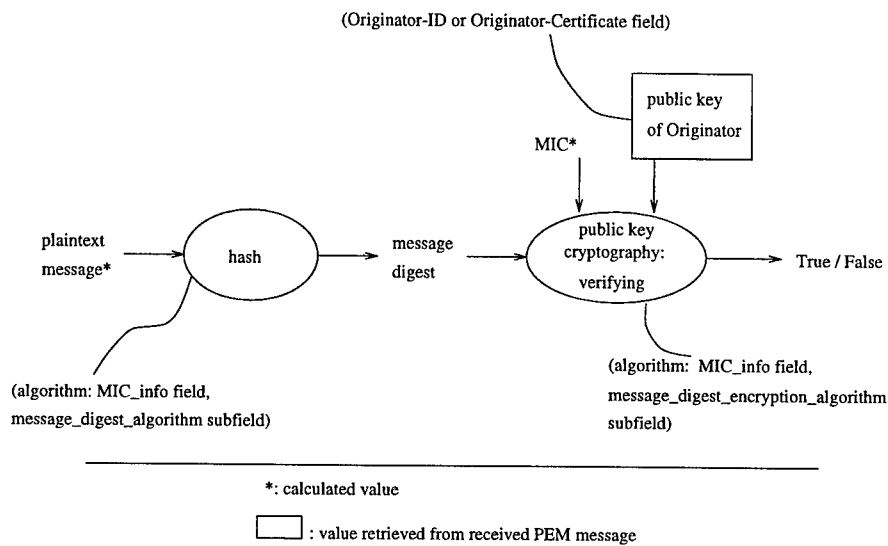 (Originator-ID or Originator-Certificate field)
public key
of Originator
MIC*
plaintext
message*
hash
message
digest
public key
cryptography:
verifying
True / False
(algorithm: MIC_info field,
message_digest_algorithm subfield)
(algorithm: MIC_info field,
message_digest_encryption_algorithm
subfield)
*: calculated value
: value retrieved from received PEM message